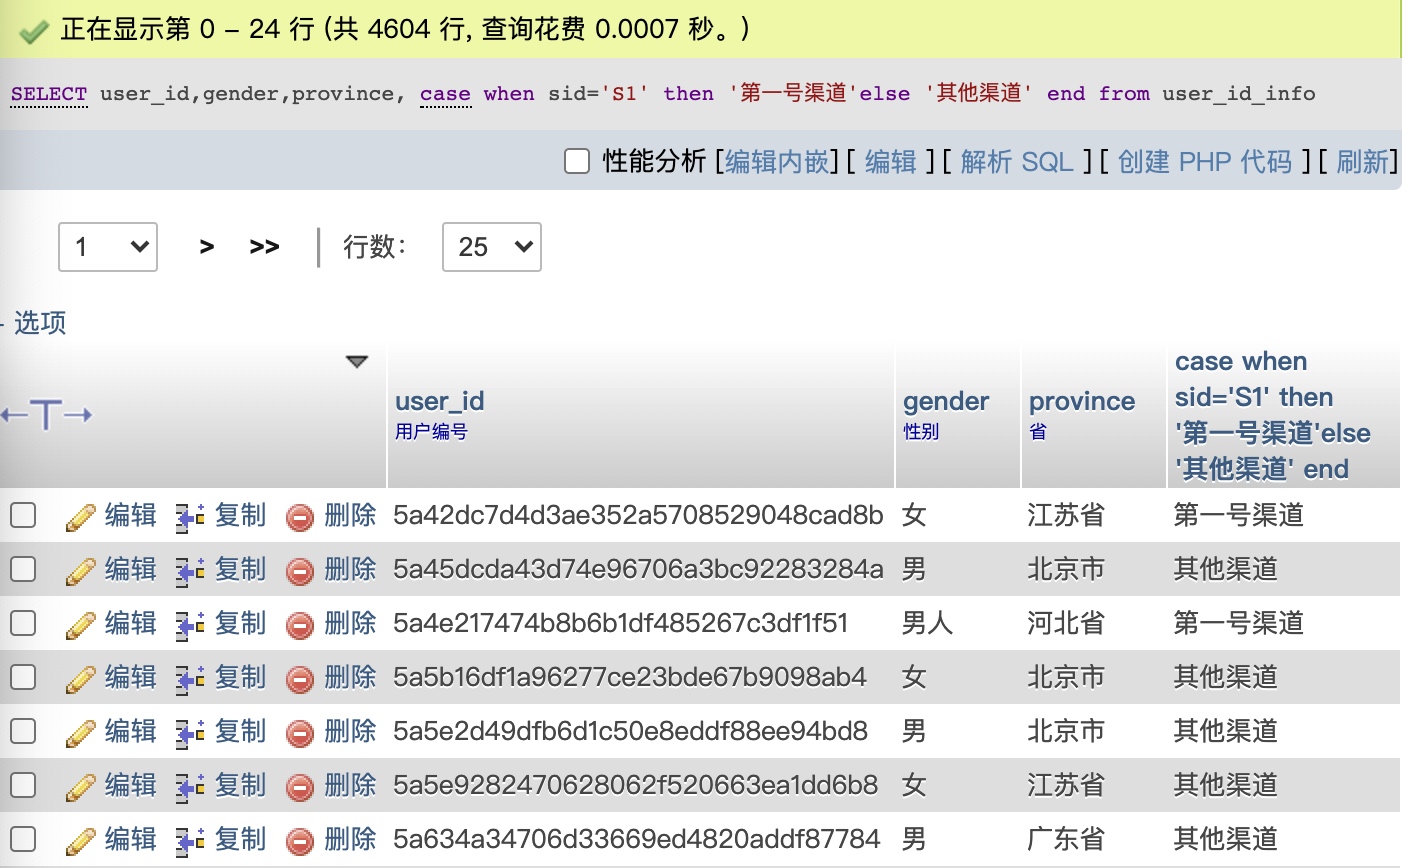 正在显示第 0 - 24 行 (共 4604 行, 查询花费 0.0007 秒。)
SELECT user_id,gender,province, case when sid='S1' then '第一号渠道'else '其他渠道' end from user_id_info
性能分析 [编辑内嵌] [ 编辑 ] [ 解析 SQL ] [ 创建 PHP 代码 ] [ 刷新]
1 > >> | 行数: 25
选项
←T→ user_id 用户编号 gender 性别 province 省 case when sid='S1' then '第一号渠道'else '其他渠道' end
编辑 复制 删除 5a42dc7d4d3ae352a5708529048cad8b 女 江苏省 第一号渠道
编辑 复制 删除 5a45dcda43d74e96706a3bc92283284a 男 北京市 其他渠道
编辑 复制 删除 5a4e217474b8b6b1df485267c3df1f51 男人 河北省 第一号渠道
编辑 复制 删除 5a5b16df1a96277ce23bde67b9098ab4 女 北京市 其他渠道
编辑 复制 删除 5a5e2d49dfb6d1c50e8eddf88ee94bd8 男 北京市 其他渠道
编辑 复制 删除 5a5e9282470628062f520663ea1dd6b8 女 江苏省 其他渠道
编辑 复制 删除 5a634a34706d33669ed4820addf87784 男 广东省 其他渠道